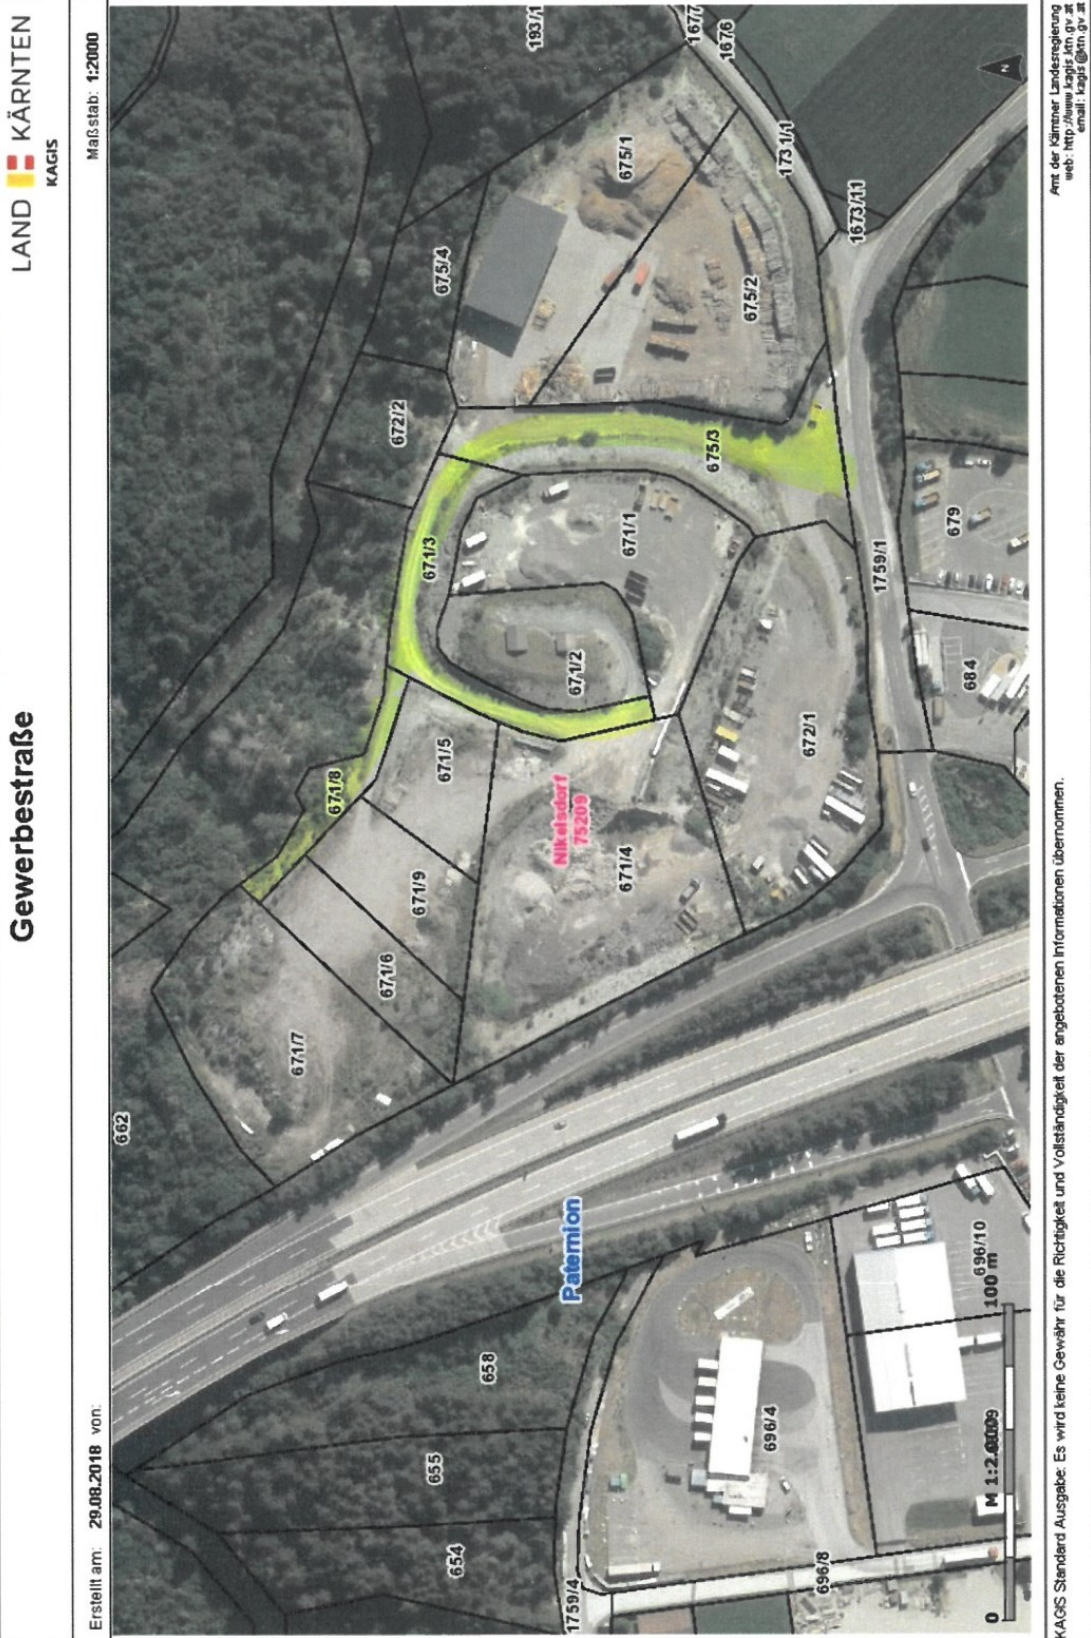 Gewerbestraße
LAND KÄRNTEN
KAGIS
Erstellt am: 29.08.2018 von:
Maßstab: 1:2000
662
193/1
1677
1676
675/1
675/4
173 1/1
1673/11
672/2
675/2
675/3
671/3
671/1
671/2
671/8
671/5
1759/1
679
684
672/1
Nikelsdorf
75209
671/4
671/9
671/6
671/7
Paternion
658
655
654
696/10
696/4
696/8
1759/4
0
M 1:2.000
100 m
N
KAGIS Standard Ausgabe: Es wird keine Gewähr für die Richtigkeit und Vollständigkeit der angebotenen Informationen übernommen.
Amt der Kärntner Landesregierung
web: http://www.kagis.ktn.gv.at
email: kagis@ktn.gv.at